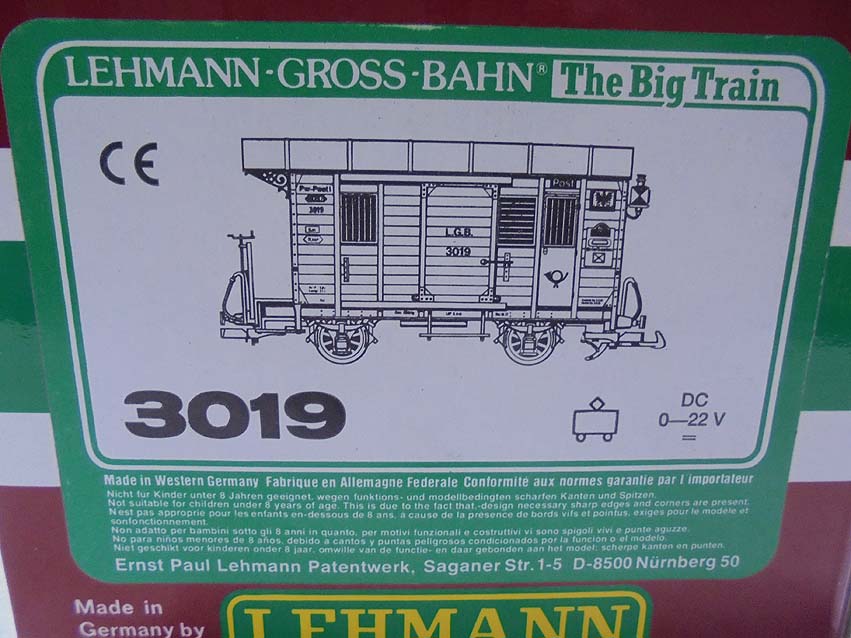 LEHMANN-GROSS-BAHN® The Big Train
CE
Pw-Post
3019
Post
L.G.B.
3019
3019
DC
0—22 V
=
Made in Western Germany Fabrique en Allemagne Federale Conformité aux normes garantie par l'importateur
Nicht für Kinder unter 8 Jahren geeignet, wegen funktions- und modellbedingten scharfen Kanten und Spitzen.
Not suitable for children under 8 years of age. This is due to the fact that.-design necessary sharp edges and corners are present.
N'est pas approprié pour les enfants en-dessous de 8 ans, a cause de la présence de bords vifs et pointus, exiges pour le modèle et
sonfonctionnement.
Non adatto per bambini sotto gli 8 anni in quanto, per motivi funzionali e costruttivi vi sono spigoli vivi e punte aguzze.
No para niños menores de 8 años, debido a cantos y puntas peligrosos condicionados por la funcion o el modelo.
Niet geschikt voor kinderen onder 8 jaar, omwille van de functie- en daar gebonden aan het model: scherpe kanten en punten.
Ernst Paul Lehmann Patentwerk, Saganer Str. 1-5 D-8500 Nürnberg 50
Made in
Germany by
LEHMANN